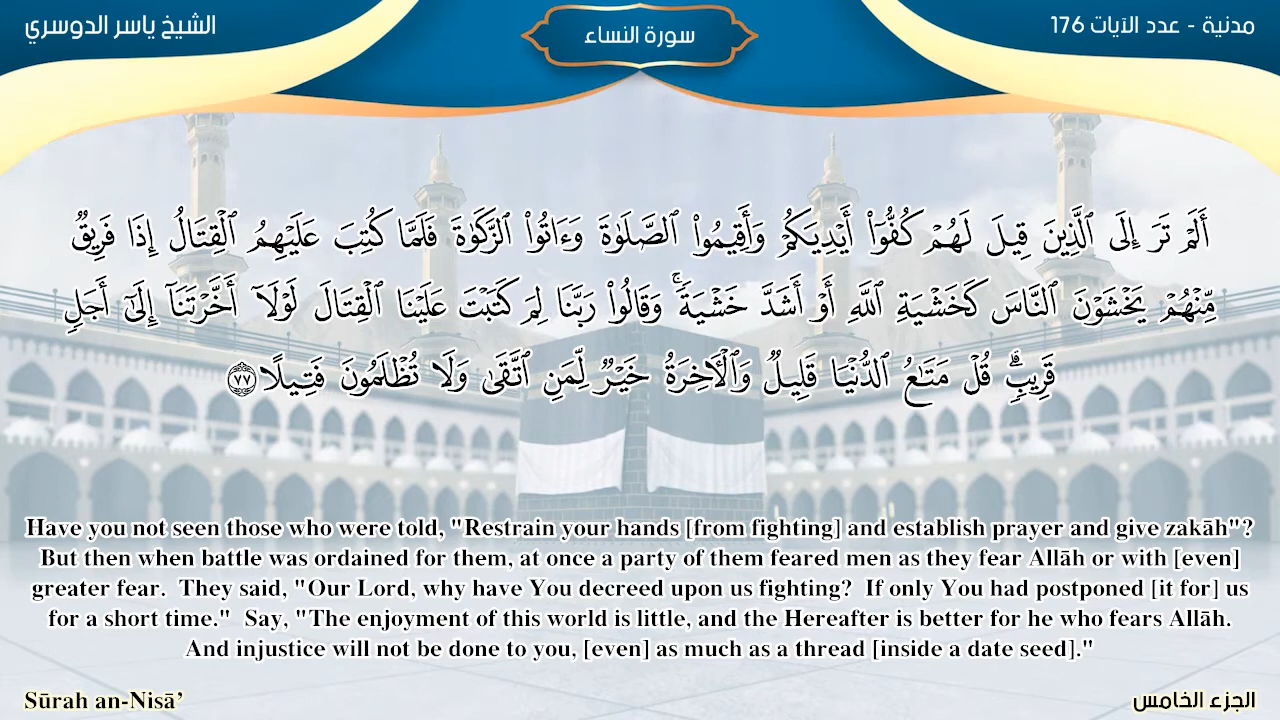 مدنية - عدد الآيات 176
سورة النساء
الشيخ ياسر الدوسري
أَلَمْ تَرَ إِلَى ٱلَّذِينَ قِيلَ لَهُمْ كُفُّوٓا۟ أَيْدِيَكُمْ وَأَقِيمُوا۟ ٱلصَّلَوٰةَ وَءَاتُوا۟ ٱلزَّكَوٰةَ فَلَمَّا كُتِبَ عَلَيْهِمُ ٱلْقِتَالُ إِذَا فَرِيقٌ
مِّنْهُمْ يَخْشَوْنَ ٱلنَّاسَ كَخَشْيَةِ ٱللَّهِ أَوْ أَشَدَّ خَشْيَةً ۚ وَقَالُوا۟ رَبَّنَا لِمَ كَتَبْتَ عَلَيْنَا ٱلْقِتَالَ لَوْلَآ أَخَّرْتَنَآ إِلَىٰٓ أَجَلٍ
قَرِيبٍ ۗ قُلْ مَتَـٰعُ ٱلدُّنْيَا قَلِيلٌ وَٱلْـَٔاخِرَةُ خَيْرٌ لِّمَنِ ٱتَّقَىٰ وَلَا تُظْلَمُونَ فَتِيلًا ٧٧
Have you not seen those who were told, "Restrain your hands [from fighting] and establish prayer and give zakāh"?
But then when battle was ordained for them, at once a party of them feared men as they fear Allāh or with [even]
greater fear.  They said, "Our Lord, why have You decreed upon us fighting?  If only You had postponed [it for] us
for a short time."  Say, "The enjoyment of this world is little, and the Hereafter is better for he who fears Allāh.
And injustice will not be done to you, [even] as much as a thread [inside a date seed]."
Sūrah an-Nisā’
الجزء الخامس